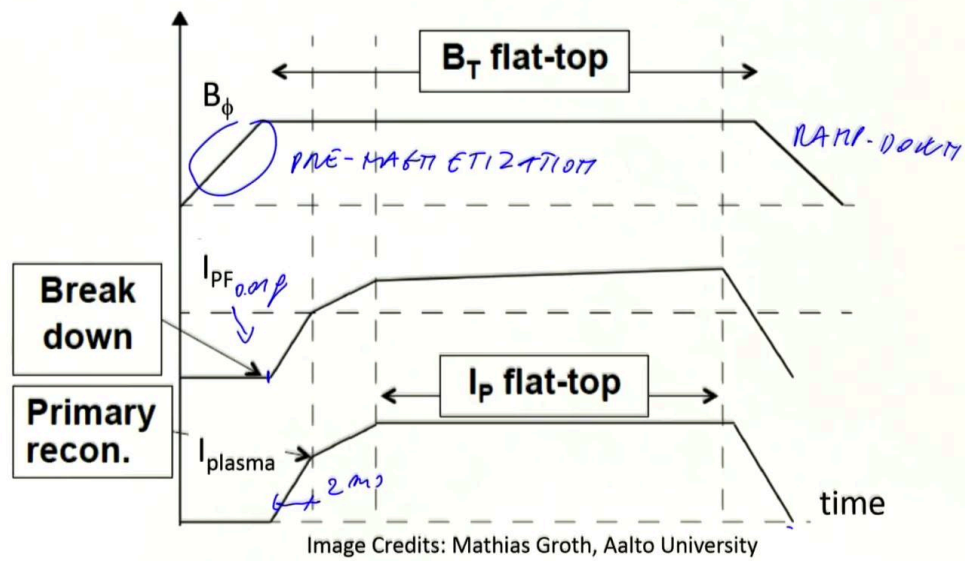 B_T flat-top
B_ϕ
PRE-MAGNETIZATION
RAMP-DOWN
I_PF
Break
down
I_P flat-top
Primary
recon.
I_plasma
time
Image Credits: Mathias Groth, Aalto University